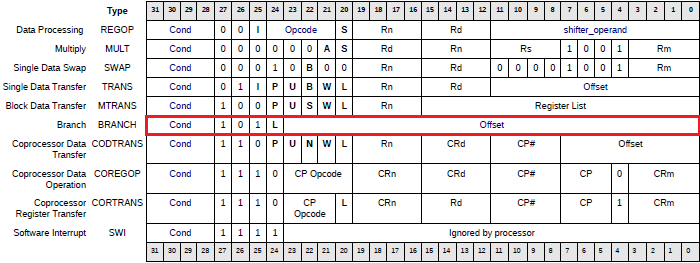 Type 31 30 29 28 27 26 25 24 23 22 21 20 19 18 17 16 15 14 13 12 11 10 9 8 7 6 5 4 3 2 1 0
Data Processing REGOP Cond 0 0 I Opcode S Rn Rd shifter_operand
Multiply MULT Cond 0 0 0 0 0 0 A S Rd Rn Rs 1 0 0 1 Rm
Single Data Swap SWAP Cond 0 0 0 1 0 B 0 0 Rn Rd 0 0 0 0 1 0 0 1 Rm
Single Data Transfer TRANS Cond 0 1 I P U B W L Rn Rd Offset
Block Data Transfer MTRANS Cond 1 0 0 P U S W L Rn Register List
Branch BRANCH Cond 1 0 1 L Offset
Coprocessor Data CODTRANS Cond 1 1 0 P U N W L Rn CRd CP# Offset
Transfer
Coprocessor Data COREGOP Cond 1 1 1 0 CP Opcode CRn CRd CP# CP 0 CRm
Operation
Coprocessor CORTRANS Cond 1 1 1 0 CP L CRn Rd CP# CP 1 CRm
Register Transfer Opcode
Software Interrupt SWI Cond 1 1 1 1 Ignored by processor
31 30 29 28 27 26 25 24 23 22 21 20 19 18 17 16 15 14 13 12 11 10 9 8 7 6 5 4 3 2 1 0